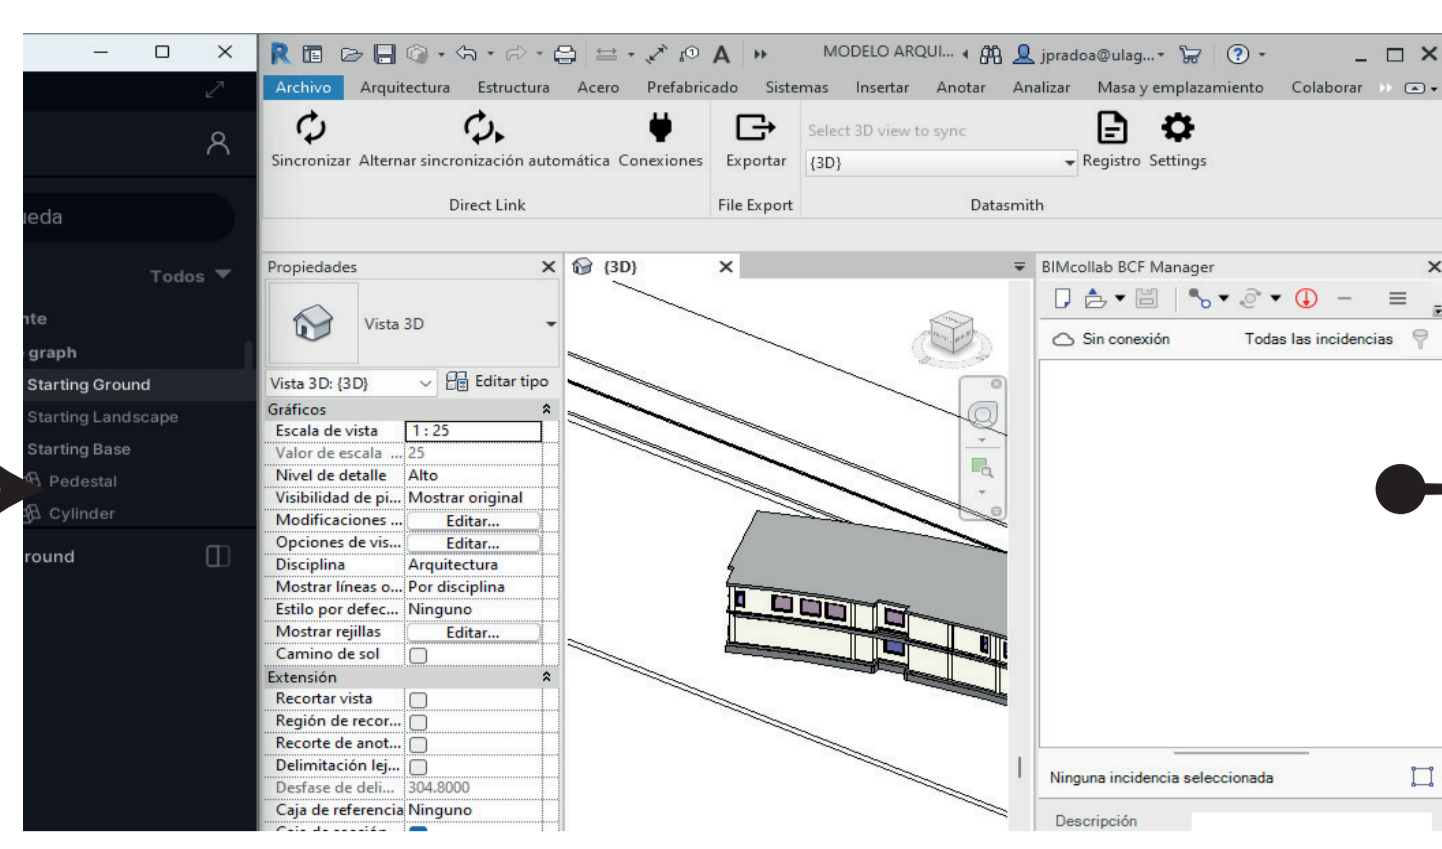 MODELO ARQUI...
jpradoa@ulag...
Archivo Arquitectura Estructura Acero Prefabricado Sistemas Insertar Anotar Analizar Masa y emplazamiento Colaborar
Select 3D view to sync
Sincronizar Alternar sincronización automática Conexiones Exportar {3D} Registro Settings
Direct Link File Export Datasmith
ueda
Todos
nte
graph
Starting Ground
Starting Landscape
Starting Base
Pedestal
Cylinder
round
Propiedades
Vista 3D
Vista 3D: {3D} Editar tipo
Gráficos
Escala de vista 1 : 25
Valor de escala ... 25
Nivel de detalle Alto
Visibilidad de pi... Mostrar original
Modificaciones ... Editar...
Opciones de vis... Editar...
Disciplina Arquitectura
Mostrar líneas o... Por disciplina
Estilo por defec... Ninguno
Mostrar rejillas Editar...
Camino de sol
Extensión
Recortar vista
Región de recor...
Recorte de anot...
Delimitación lej...
Desfase de deli... 304.8000
Caja de referencia Ninguno
{3D}
BIMcollab BCF Manager
Sin conexión Todas las incidencias
Ninguna incidencia seleccionada
Descripción